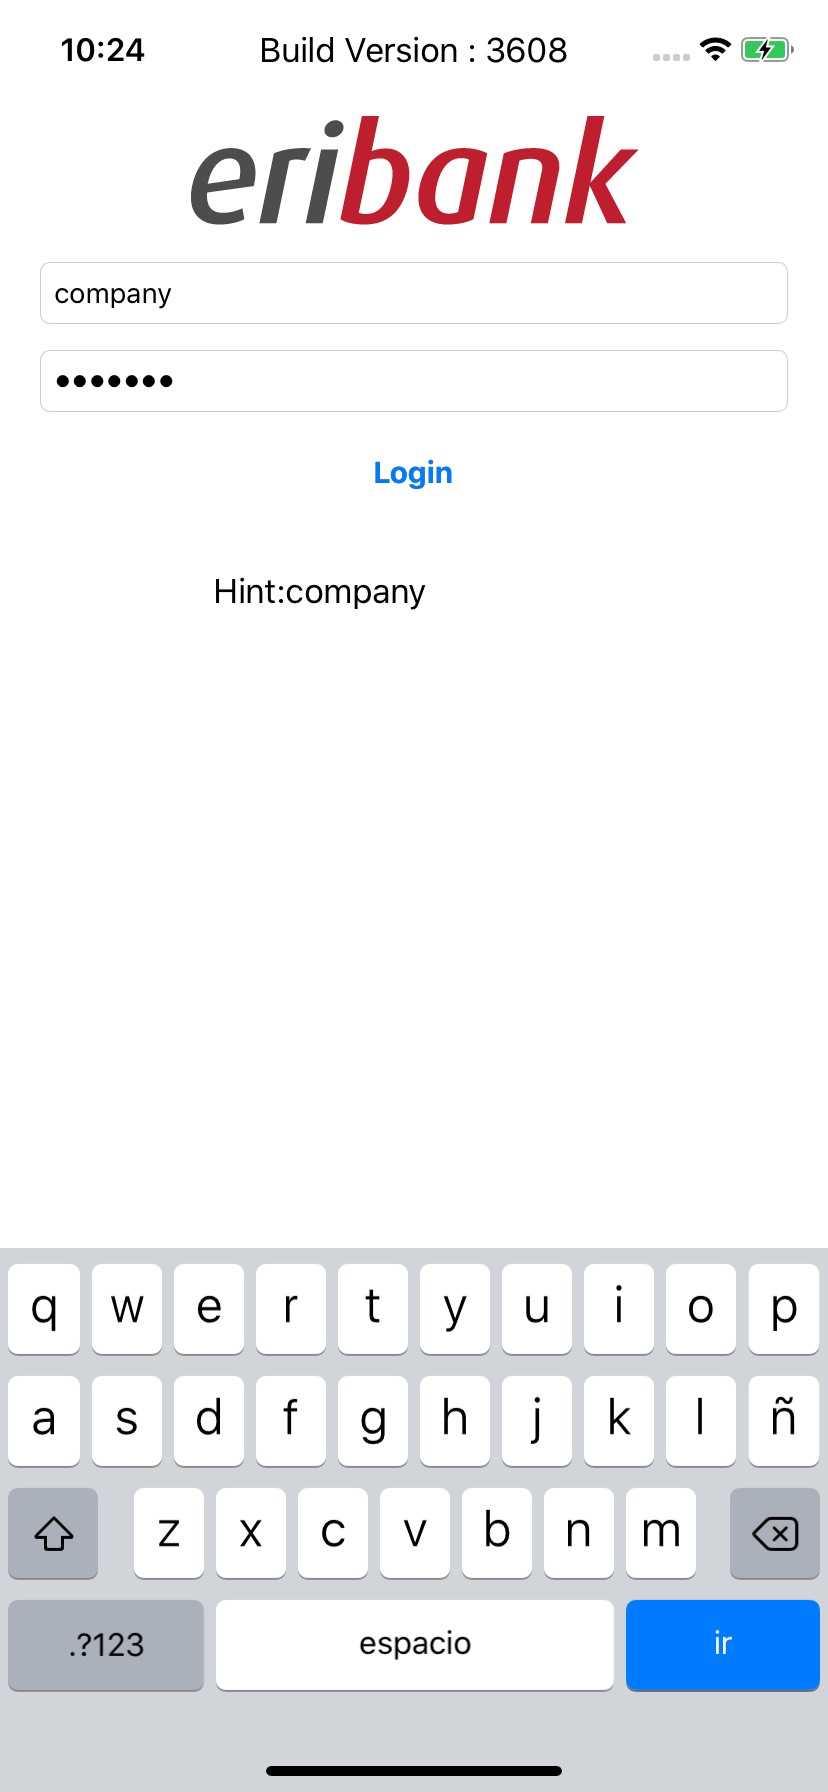 10:24 Build Version : 3608
eribank
company
•••••••
Login
Hint:company
q w e r t y u i o p
a s d f g h j k l ñ
z x c v b n m
.?123 espacio ir